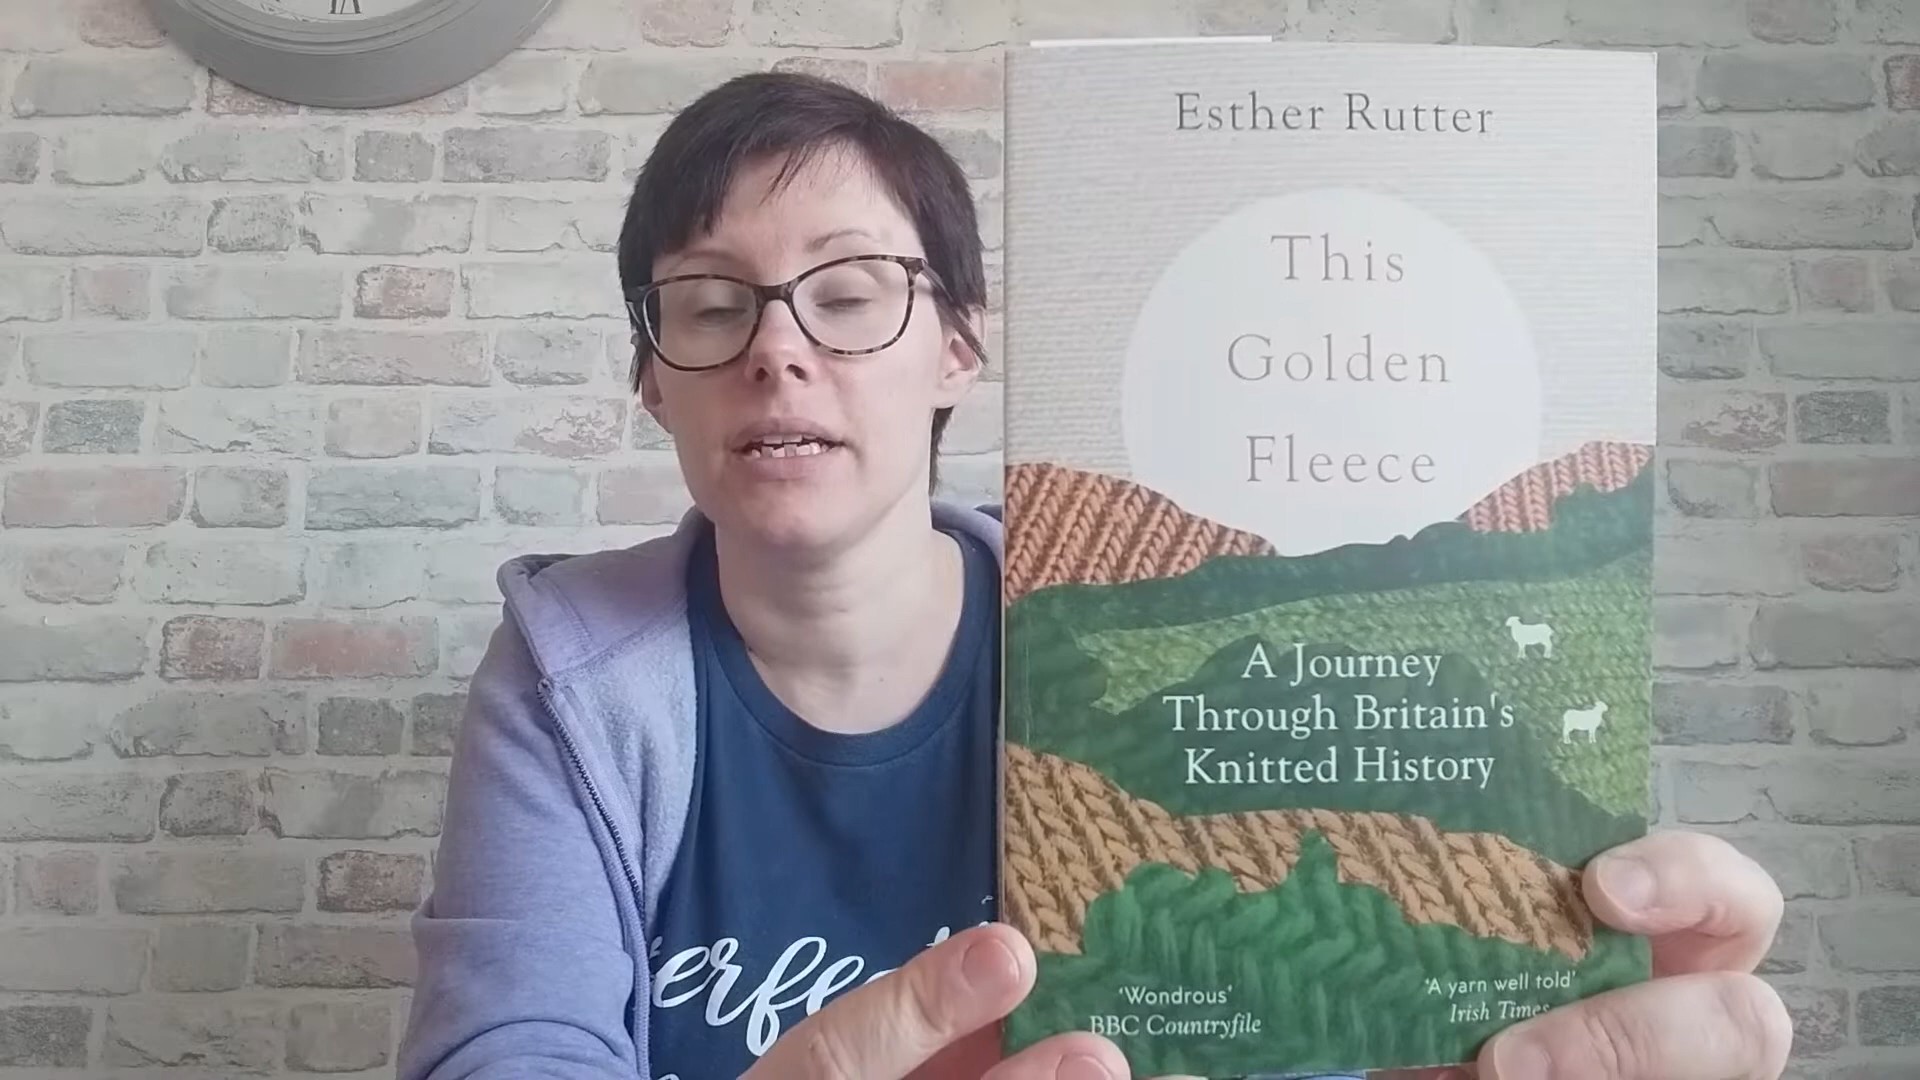 Esther Rutter
This
Golden
Fleece
A Journey
Through Britain's
Knitted History
'Wondrous'
BBC Countryfile
'A yarn well told'
Irish Times